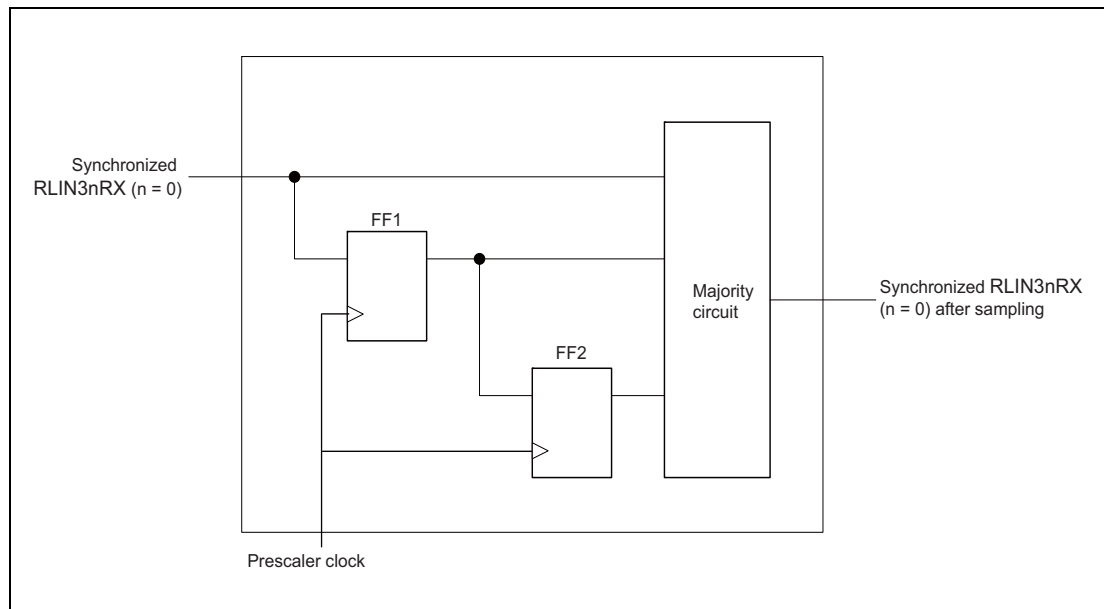 Synchronized
RLIN3nRX (n = 0)
FF1
Majority
circuit
Synchronized RLIN3nRX
(n = 0) after sampling
FF2
Prescaler clock